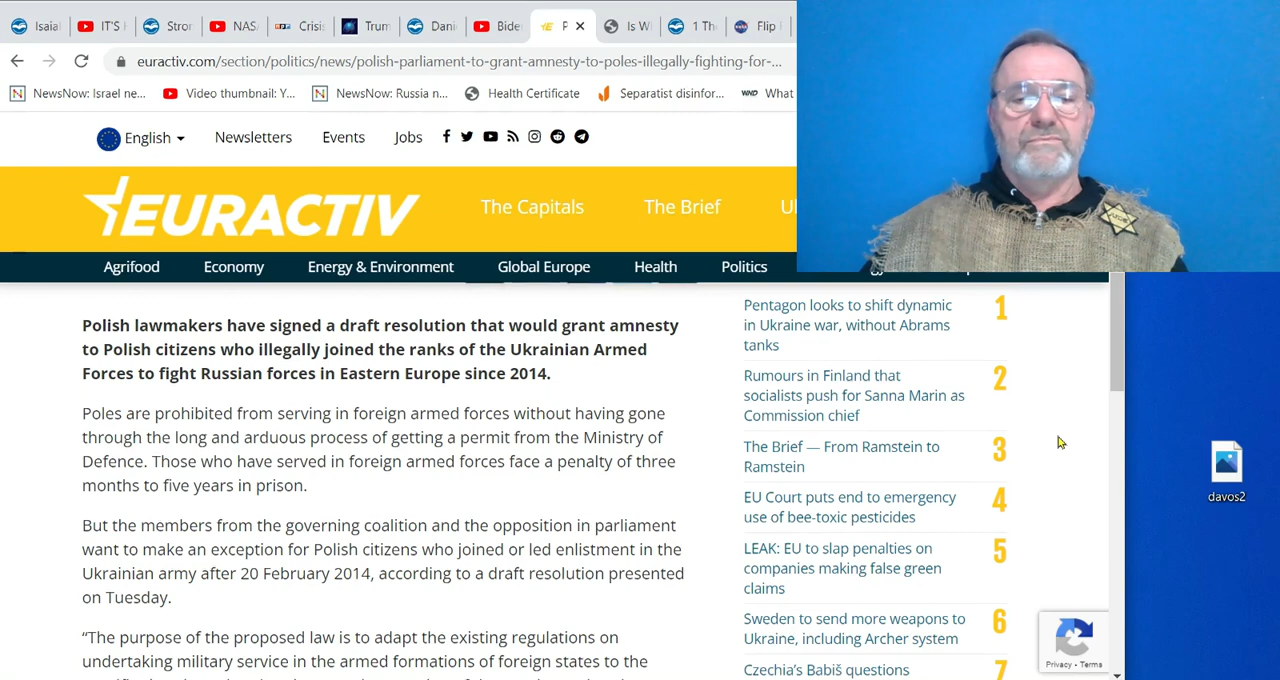 Isaial
IT'S
Stror
NAS
Crisis
Trum
Danie
Bide
P
Is W
1 The
Flip
euractiv.com/section/politics/news/polish-parliament-to-grant-amnesty-to-poles-illegally-fighting-for-...
NewsNow: Israel ne...
Video thumbnail: Y...
NewsNow: Russia n...
Health Certificate
Separatist disinfor...
WND
What
English
Newsletters
Events
Jobs
EURACTIV
The Capitals
The Brief
Agrifood
Economy
Energy & Environment
Global Europe
Health
Politics
Polish lawmakers have signed a draft resolution that would grant amnesty
to Polish citizens who illegally joined the ranks of the Ukrainian Armed
Forces to fight Russian forces in Eastern Europe since 2014.
Poles are prohibited from serving in foreign armed forces without having gone
through the long and arduous process of getting a permit from the Ministry of
Defence. Those who have served in foreign armed forces face a penalty of three
months to five years in prison.
But the members from the governing coalition and the opposition in parliament
want to make an exception for Polish citizens who joined or led enlistment in the
Ukrainian army after 20 February 2014, according to a draft resolution presented
on Tuesday.
“The purpose of the proposed law is to adapt the existing regulations on
undertaking military service in the armed formations of foreign states to the
Pentagon looks to shift dynamic
in Ukraine war, without Abrams
tanks
1
Rumours in Finland that
socialists push for Sanna Marin as
Commission chief
2
The Brief — From Ramstein to
Ramstein
3
EU Court puts end to emergency
use of bee-toxic pesticides
4
LEAK: EU to slap penalties on
companies making false green
claims
5
Sweden to send more weapons to
Ukraine, including Archer system
6
Czechia's Babiš questions
7
Privacy - Terms
davos2